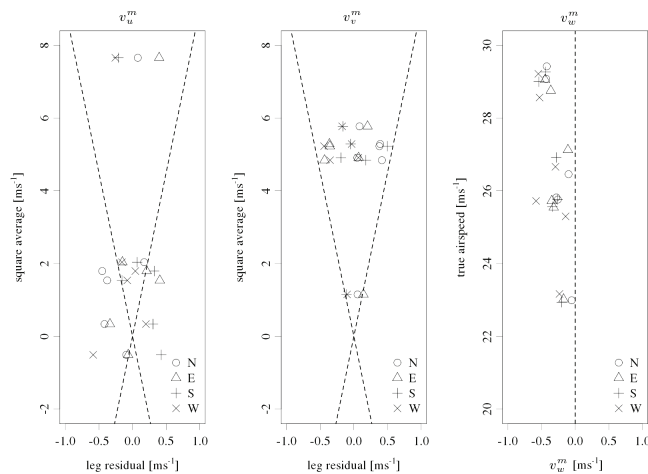 v_u^m
square average [ms⁻¹]
8
6
4
2
0
-2
N
E
S
W
-1.0 -0.5 0.0 0.5 1.0
leg residual [ms⁻¹]
v_v^m
square average [ms⁻¹]
8
6
4
2
0
-2
N
E
S
W
-1.0 -0.5 0.0 0.5 1.0
leg residual [ms⁻¹]
v_w^m
true airspeed [ms⁻¹]
30
28
26
24
22
20
N
E
S
W
-1.0 -0.5 0.0 0.5 1.0
v_w^m [ms⁻¹]